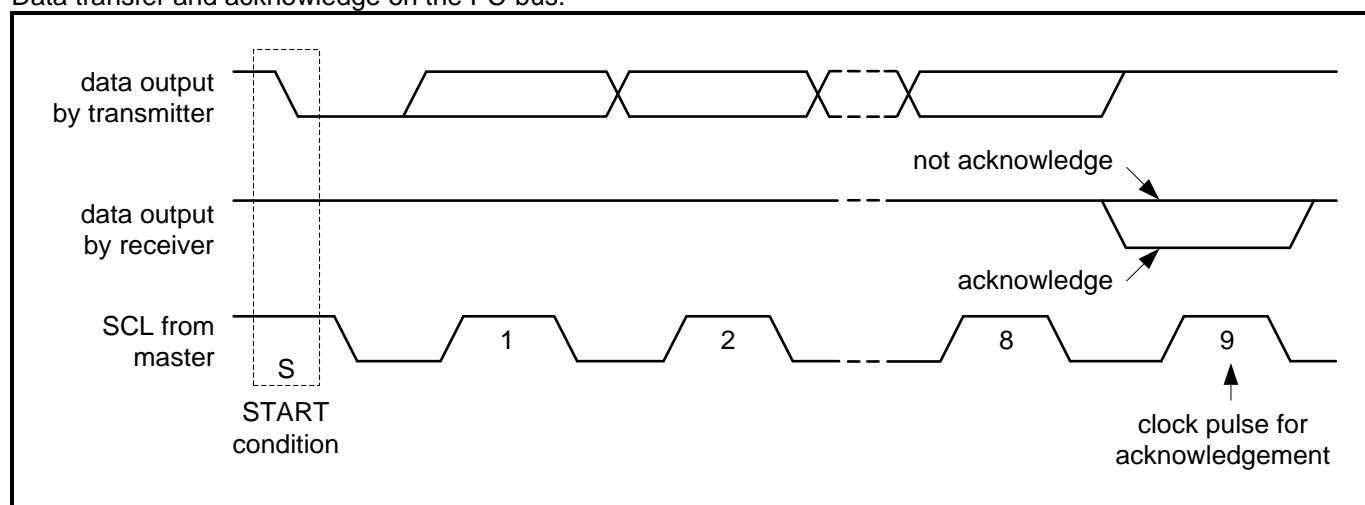 Data transfer and acknowledge on the I²C bus.
data output
by transmitter
not acknowledge
data output
by receiver
acknowledge
SCL from
master
1
2
8
9
S
START
condition
clock pulse for
acknowledgement